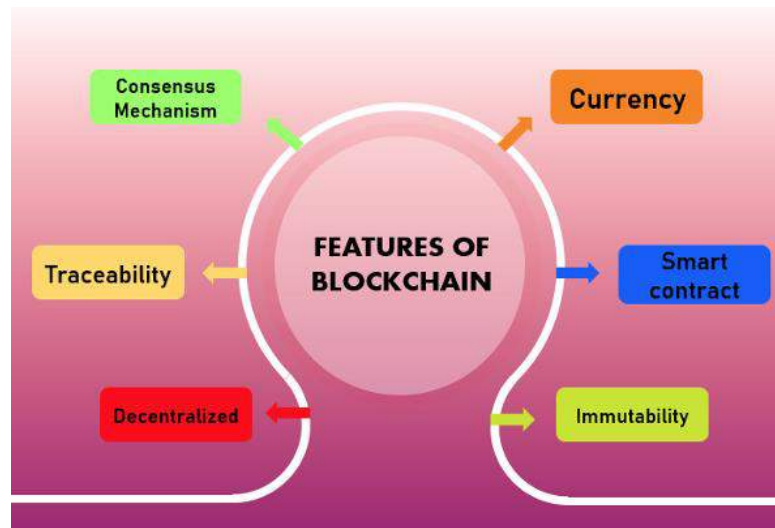 Consensus
Mechanism
Currency
FEATURES OF
BLOCKCHAIN
Traceability
Smart
contract
Decentralized
Immutability